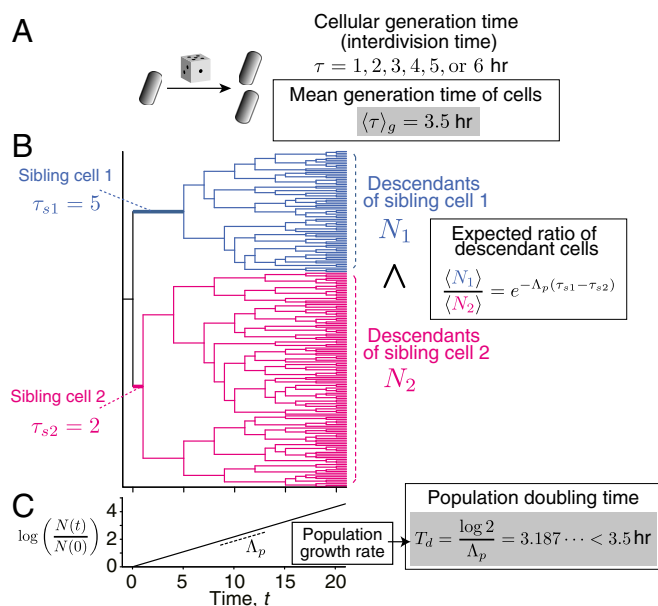 A
Cellular generation time
(interdivision time)
τ = 1, 2, 3, 4, 5, or 6 hr
Mean generation time of cells
⟨τ⟩g = 3.5 hr
B
Sibling cell 1
τs1 = 5
Sibling cell 2
τs2 = 2
Descendants
of sibling cell 1
N1
∧
Descendants
of sibling cell 2
N2
Expected ratio of
descendant cells
⟨N1⟩/⟨N2⟩ = e^−Λp(τs1−τs2)
C
log (N(t)/N(0))
4
2
0
Λp
0 5 10 15 20
Time, t
Population
growth rate
Population doubling time
Td = log 2/Λp = 3.187 ⋯ < 3.5 hr